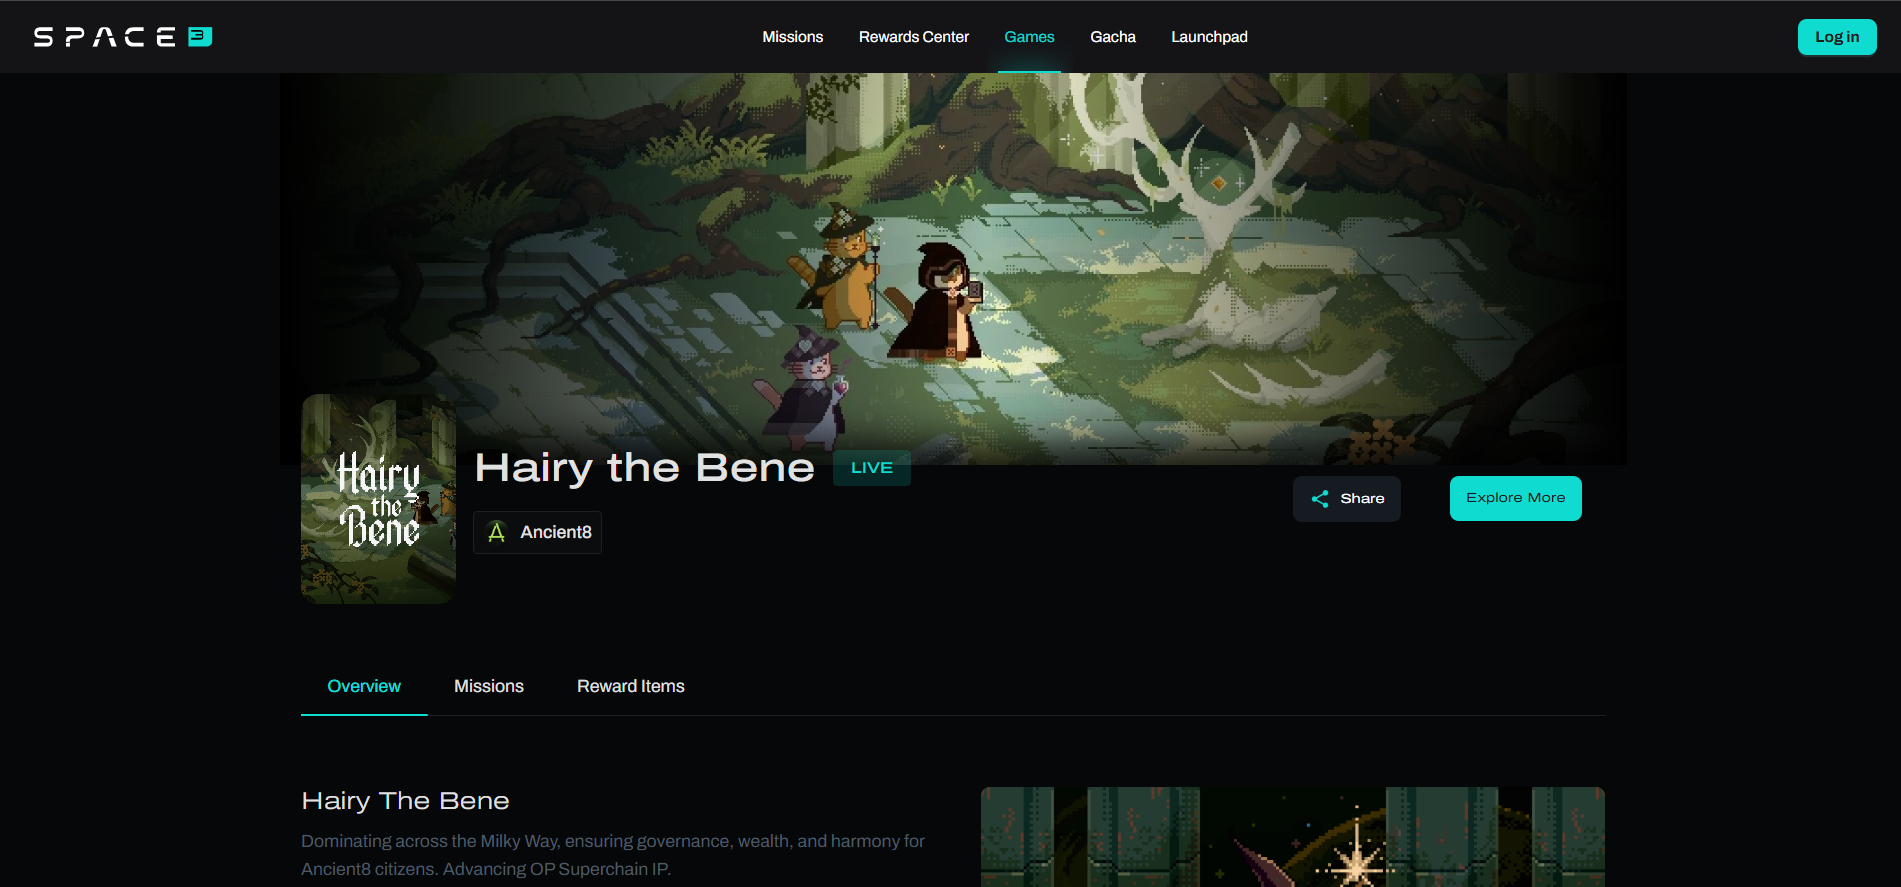 SPACE 3
Missions
Rewards Center
Games
Gacha
Launchpad
Log in
Hairy
the
Bene
Hairy the Bene
LIVE
Ancient8
Share
Explore More
Overview
Missions
Reward Items
Hairy The Bene
Dominating across the Milky Way, ensuring governance, wealth, and harmony for
Ancient8 citizens. Advancing OP Superchain IP.